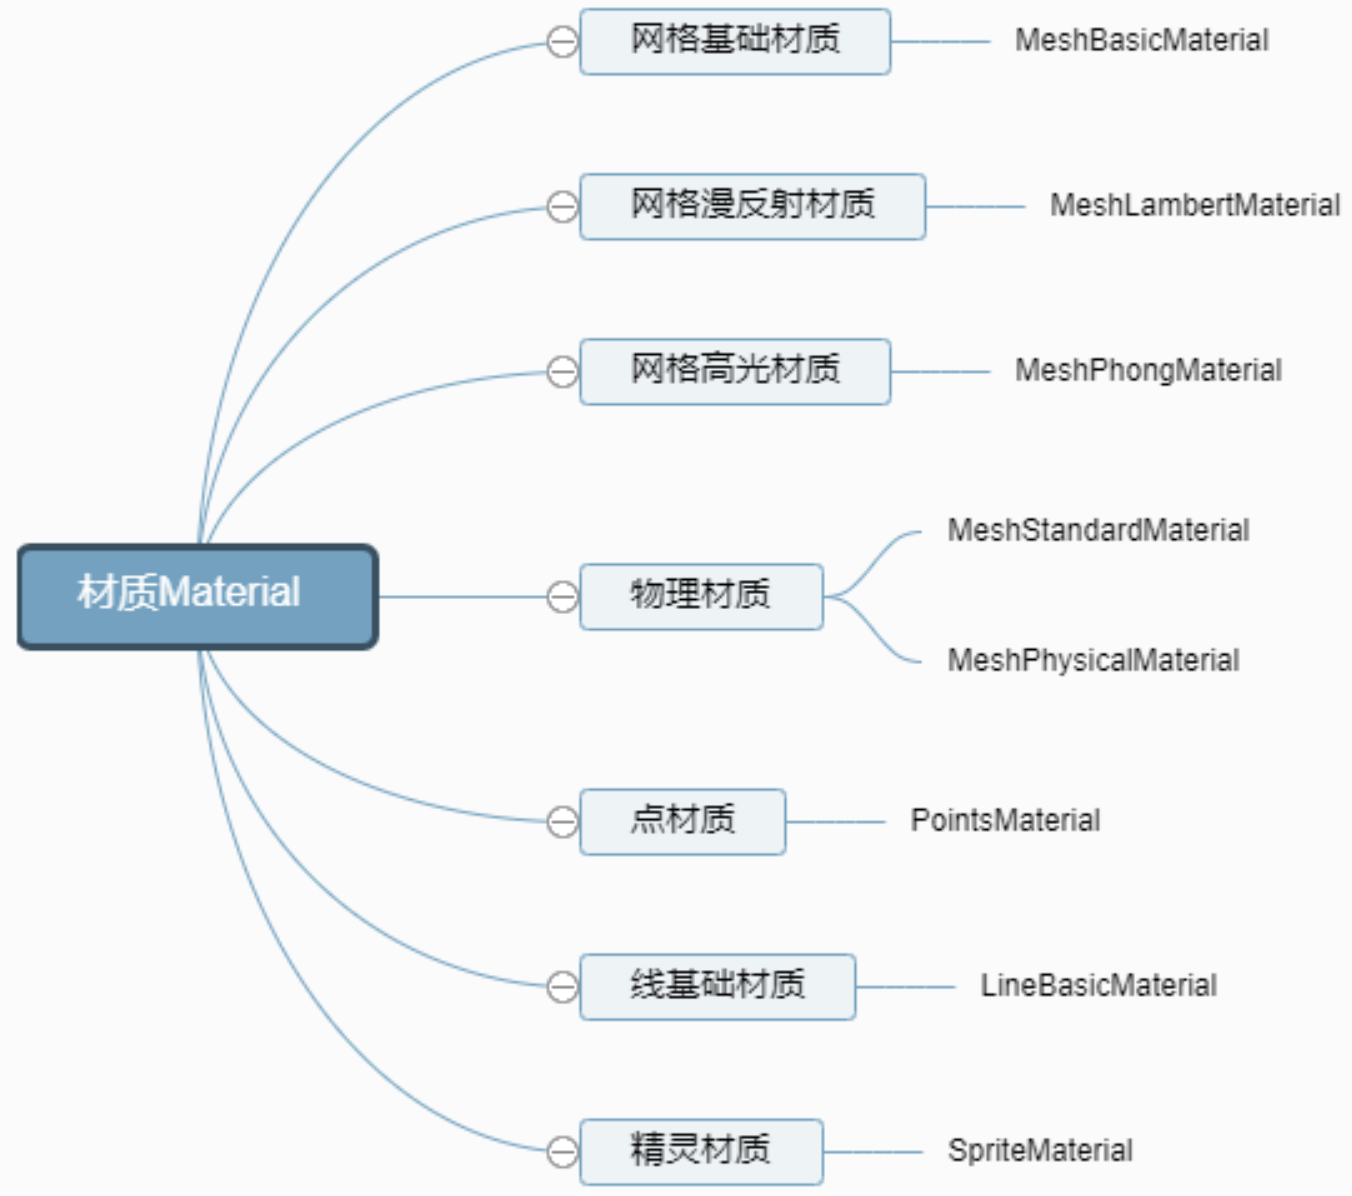 网格基础材质
MeshBasicMaterial
网格漫反射材质
MeshLambertMaterial
网格高光材质
MeshPhongMaterial
材质Material
物理材质
MeshStandardMaterial
MeshPhysicalMaterial
点材质
PointsMaterial
线基础材质
LineBasicMaterial
精灵材质
SpriteMaterial